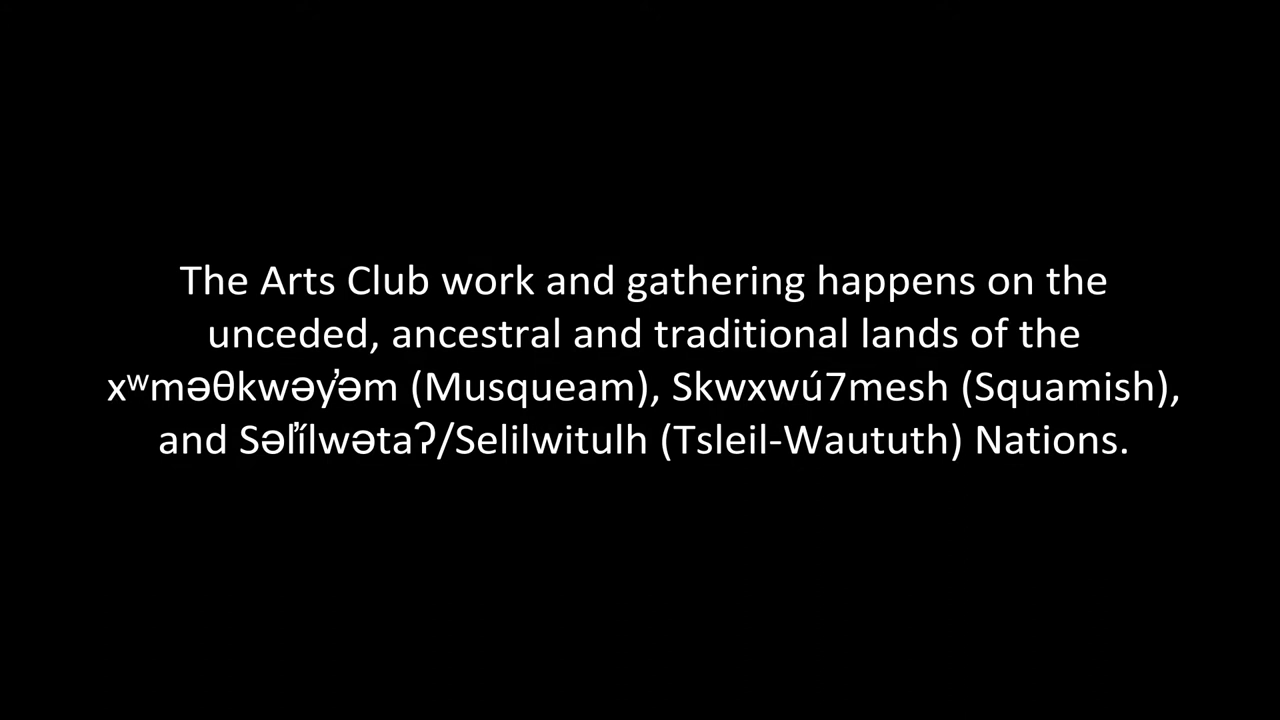 The Arts Club work and gathering happens on the
unceded, ancestral and traditional lands of the
xʷməθkwəy̓əm (Musqueam), Skwxwú7mesh (Squamish),
and Səl̓ílwətaʔ/Selilwitulh (Tsleil-Waututh) Nations.